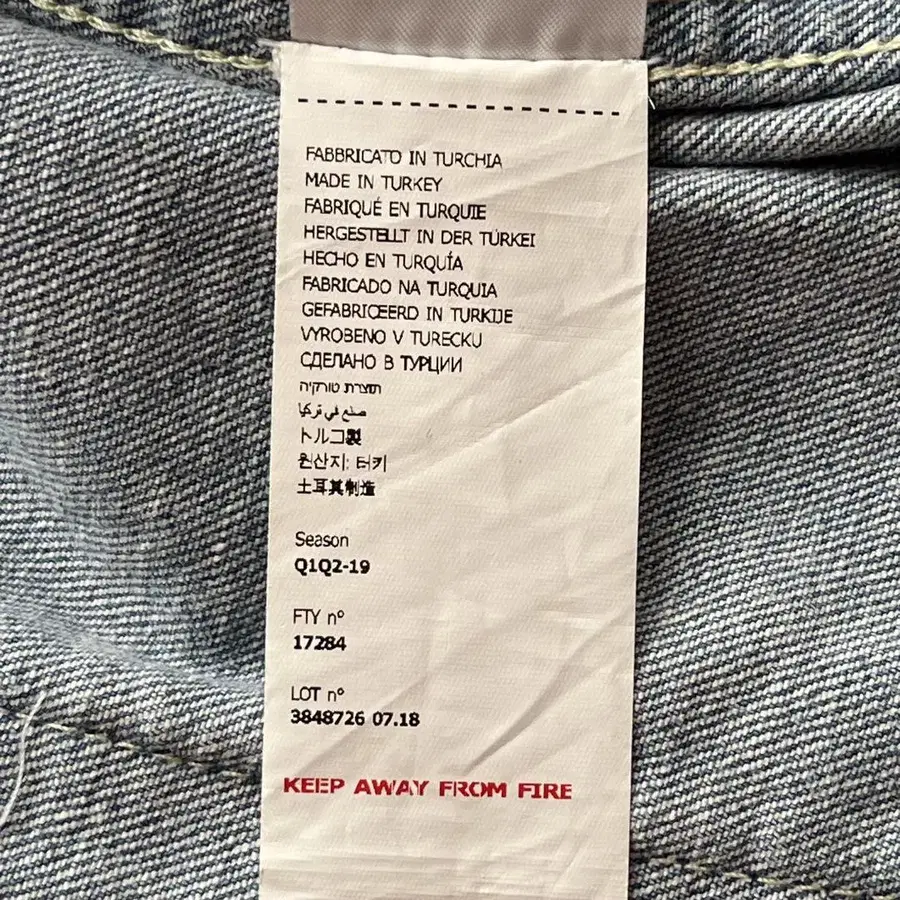 FABBRICATO IN TURCHIA
MADE IN TURKEY
FABRIQUÉ EN TURQUIE
HERGESTELLT IN DER TÜRKEI
HECHO EN TURQUÍA
FABRICADO NA TURQUIA
GEFABRICEERD IN TURKIJE
VYROBENO V TURECKU
СДЕЛАНО В ТУРЦИИ
תוצרת טורקיה
صنع في تركيا
トルコ製
원산지: 터키
土耳其制造
Season
Q1Q2-19
FTY nº
17284
LOT nº
3848726 07.18
KEEP AWAY FROM FIRE